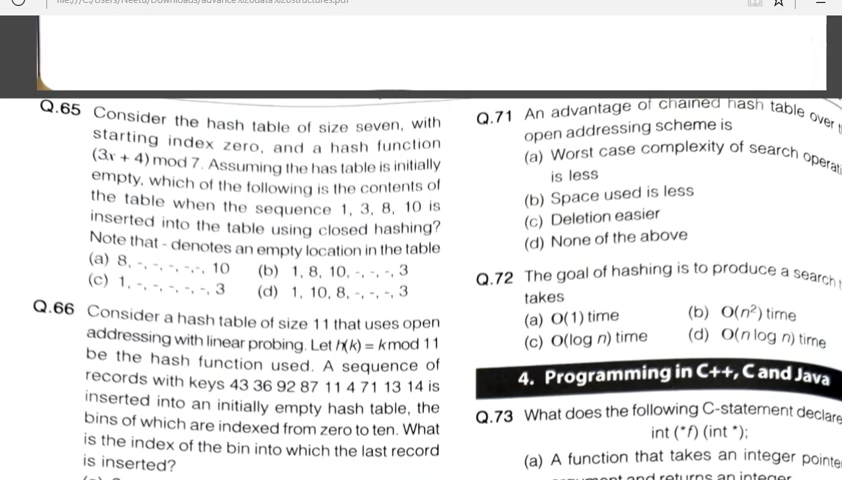 Q.65 Consider the hash table of size seven, with
starting index zero, and a hash function
(3x + 4) mod 7. Assuming the has table is initially
empty, which of the following is the contents of
the table when the sequence 1, 3, 8, 10 is
inserted into the table using closed hashing?
Note that - denotes an empty location in the table
(a) 8, -, -, -, -, -, 10 (b) 1, 8, 10, -, -, -, 3
(c) 1, -, -, -, -, -, 3 (d) 1, 10, 8, -, -, -, 3
Q.66 Consider a hash table of size 11 that uses open
addressing with linear probing. Let h(k) = k mod 11
be the hash function used. A sequence of
records with keys 43 36 92 87 11 4 71 13 14 is
inserted into an initially empty hash table, the
bins of which are indexed from zero to ten. What
is the index of the bin into which the last record
is inserted?
Q.71 An advantage of chained hash table over
open addressing scheme is
(a) Worst case complexity of search operati
is less
(b) Space used is less
(c) Deletion easier
(d) None of the above
Q.72 The goal of hashing is to produce a search
takes
(a) O(1) time (b) O(n²) time
(c) O(log n) time (d) O(n log n) time
4. Programming in C++, C and Java
Q.73 What does the following C-statement declare
int (*f) (int *);
(a) A function that takes an integer pointe
and returns an integer